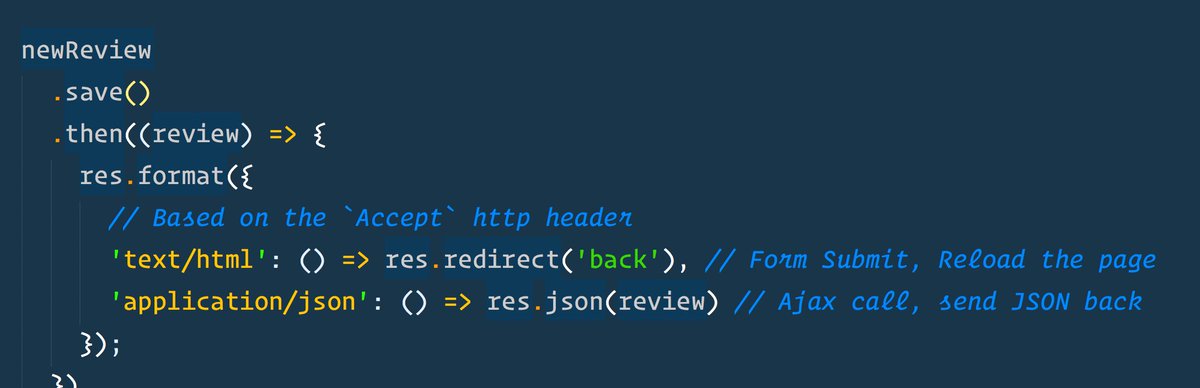 newReview
  .save()
  .then((review) => {
    res.format({
      // Based on the `Accept` http header
      'text/html': () => res.redirect('back'), // Form Submit, Reload the page
      'application/json': () => res.json(review) // Ajax call, send JSON back
    });
  })